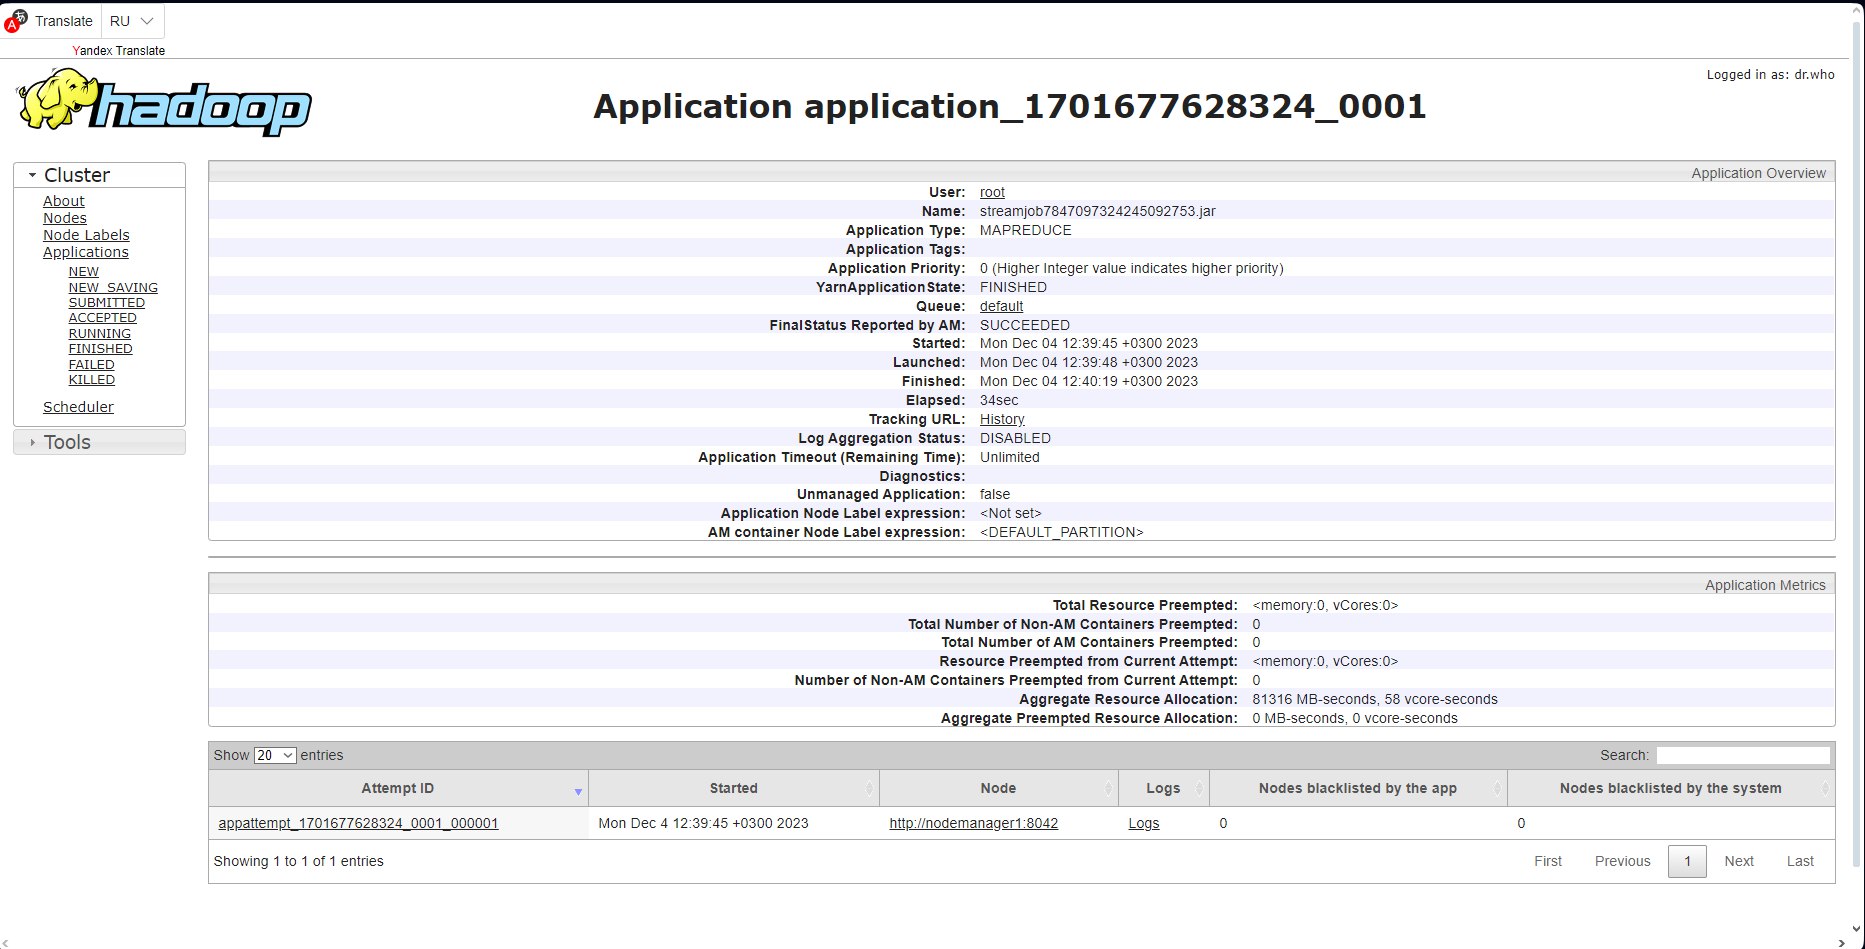 Translate RU
Yandex Translate
Logged in as: dr.who
hadoop
Application application_1701677628324_0001
Cluster
About
Nodes
Node Labels
Applications
NEW
NEW_SAVING
SUBMITTED
ACCEPTED
RUNNING
FINISHED
FAILED
KILLED
Scheduler
Tools
Application Overview
User: root
Name: streamjob7847097324245092753.jar
Application Type: MAPREDUCE
Application Tags:
Application Priority: 0 (Higher Integer value indicates higher priority)
YarnApplicationState: FINISHED
Queue: default
FinalStatus Reported by AM: SUCCEEDED
Started: Mon Dec 04 12:39:45 +0300 2023
Launched: Mon Dec 04 12:39:48 +0300 2023
Finished: Mon Dec 04 12:40:19 +0300 2023
Elapsed: 34sec
Tracking URL: History
Log Aggregation Status: DISABLED
Application Timeout (Remaining Time): Unlimited
Diagnostics:
Unmanaged Application: false
Application Node Label expression: <Not set>
AM container Node Label expression: <DEFAULT_PARTITION>
Application Metrics
Total Resource Preempted: <memory:0, vCores:0>
Total Number of Non-AM Containers Preempted: 0
Total Number of AM Containers Preempted: 0
Resource Preempted from Current Attempt: <memory:0, vCores:0>
Number of Non-AM Containers Preempted from Current Attempt: 0
Aggregate Resource Allocation: 81316 MB-seconds, 58 vcore-seconds
Aggregate Preempted Resource Allocation: 0 MB-seconds, 0 vcore-seconds
Show 20 entries Search:
Attempt ID Started Node Logs Nodes blacklisted by the app Nodes blacklisted by the system
appattempt_1701677628324_0001_000001 Mon Dec 4 12:39:45 +0300 2023 http://nodemanager1:8042 Logs 0 0
Showing 1 to 1 of 1 entries First Previous 1 Next Last